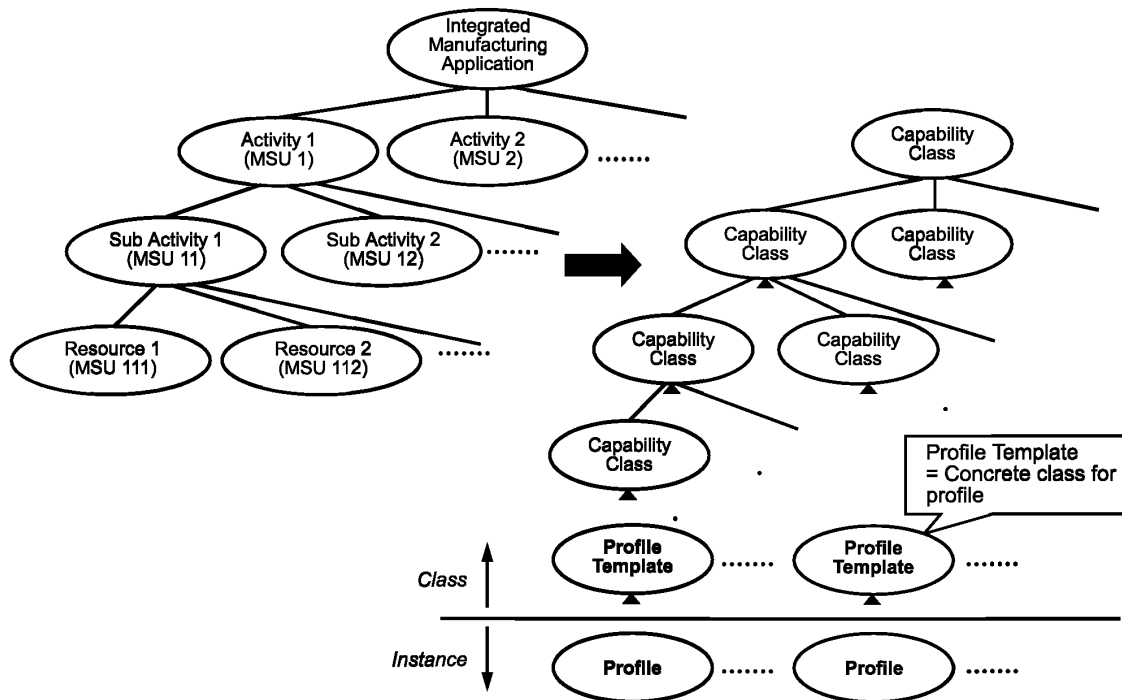 Integrated
Manufacturing
Application
Activity 1
(MSU 1)
Activity 2
(MSU 2)
........
Capability
Class
Sub Activity 1
(MSU 11)
Sub Activity 2
(MSU 12)
........
Capability
Class
Capability
Class
Resource 1
(MSU 111)
Resource 2
(MSU 112)
........
Capability
Class
Capability
Class
Capability
Class
Profile Template
= Concrete class for
profile
Class
Profile
Template
........
Profile
Template
........
Instance
Profile
........
Profile
........